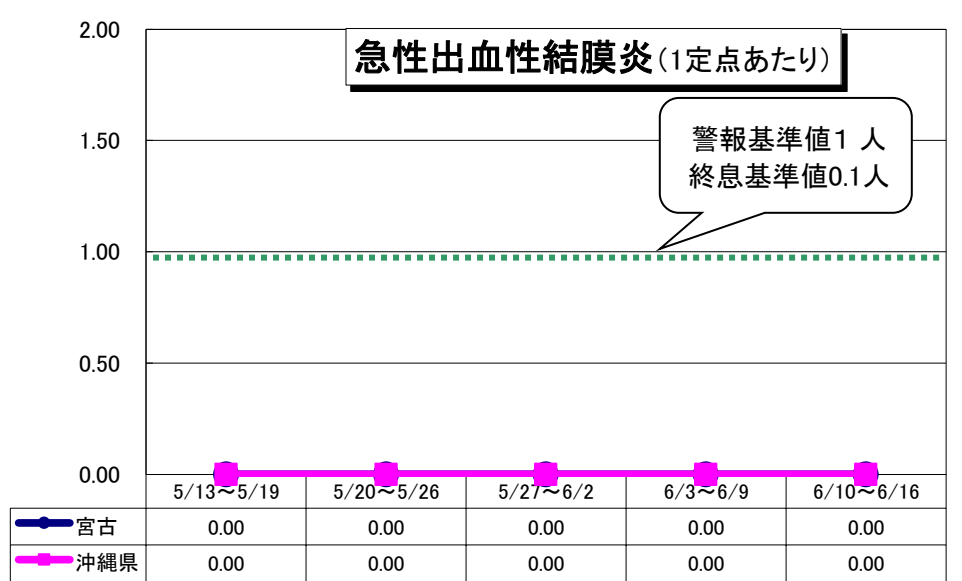 急性出血性結膜炎(1定点あたり)
警報基準値1 人
終息基準値0.1人
2.00
1.50
1.00
0.50
0.00
5/13～5/19 5/20～5/26 5/27～6/2 6/3～6/9 6/10～6/16
宮古 0.00 0.00 0.00 0.00 0.00
沖縄県 0.00 0.00 0.00 0.00 0.00